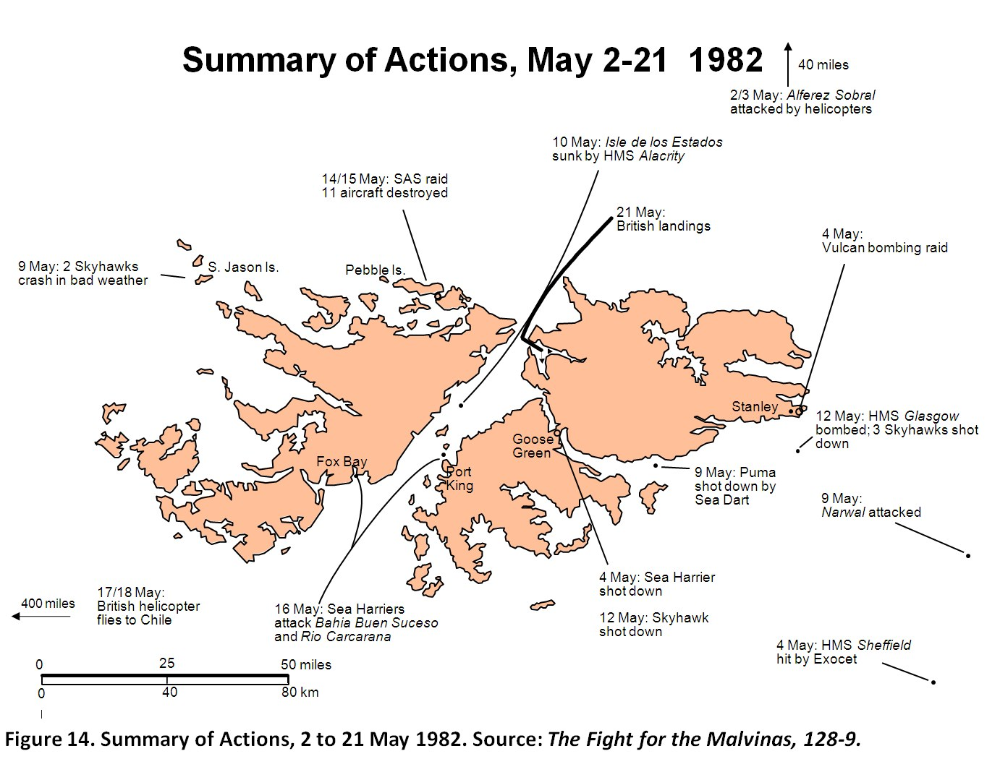 Summary of Actions, May 2-21 1982
40 miles
2/3 May: Alferez Sobral
attacked by helicopters
10 May: Isle de los Estados
sunk by HMS Alacrity
14/15 May: SAS raid
11 aircraft destroyed
21 May:
British landings
4 May:
Vulcan bombing raid
9 May: 2 Skyhawks
crash in bad weather
S. Jason Is.
Pebble Is.
Stanley
12 May: HMS Glasgow
bombed; 3 Skyhawks shot
down
Goose
Green
Fox Bay
Port
King
9 May: Puma
shot down by
Sea Dart
9 May:
Narwal attacked
4 May: Sea Harrier
shot down
12 May: Skyhawk
shot down
17/18 May:
British helicopter
flies to Chile
400 miles
16 May: Sea Harriers
attack Bahia Buen Suceso
and Rio Carcarana
4 May: HMS Sheffield
hit by Exocet
0 25 50 miles
0 40 80 km
Figure 14. Summary of Actions, 2 to 21 May 1982. Source: The Fight for the Malvinas, 128-9.